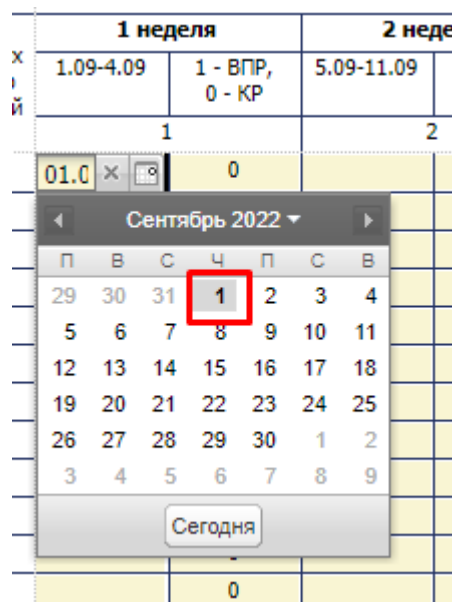 1 неделя 2 неде
х 1.09-4.09 1 - ВПР, 5.09-11.09
й 0 - КР
1 2
01.0 0
Сентябрь 2022
П В С Ч П С В
29 30 31 1 2 3 4
5 6 7 8 9 10 11
12 13 14 15 16 17 18
19 20 21 22 23 24 25
26 27 28 29 30 1 2
3 4 5 6 7 8 9
Сегодня
0